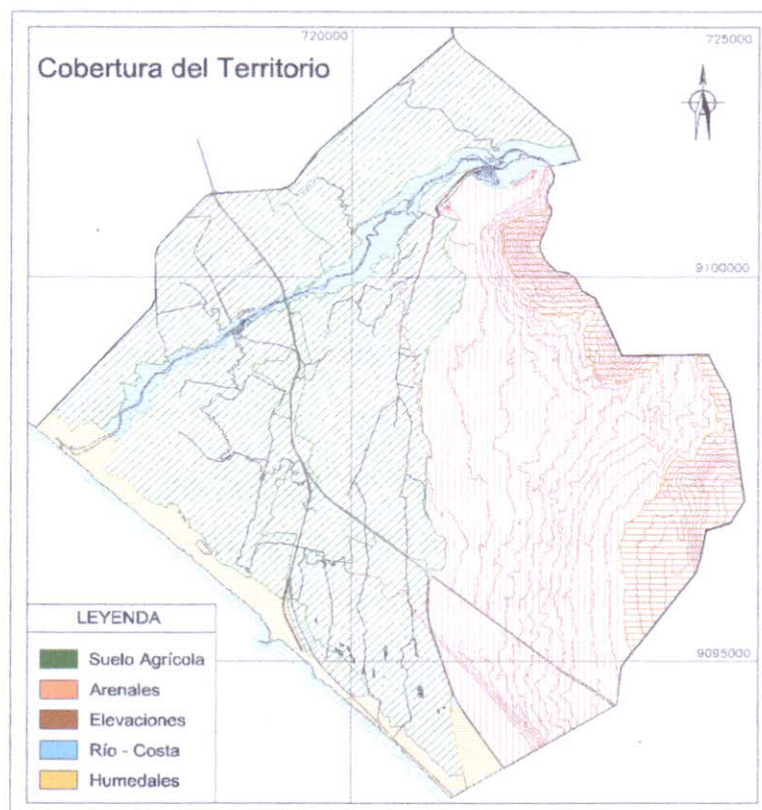 720000
725000
Cobertura del Territorio
9100000
9095000
LEYENDA
Suelo Agrícola
Arenales
Elevaciones
Río - Costa
Humedales